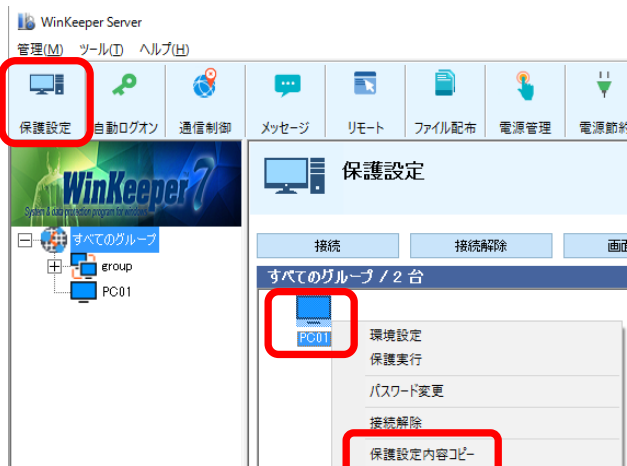 WinKeeper Server
管理(M) ツール(T) ヘルプ(H)
保護設定 自動ログオン 通信制御 メッセージ リモート ファイル配布 電源管理 電源節約
WinKeeper 7
System & data protection program for windows
保護設定
接続 接続解除 画面
すべてのグループ
すべてのグループ / 2 台
group
PC01
PC01
環境設定
保護実行
パスワード変更
接続解除
保護設定内容コピー